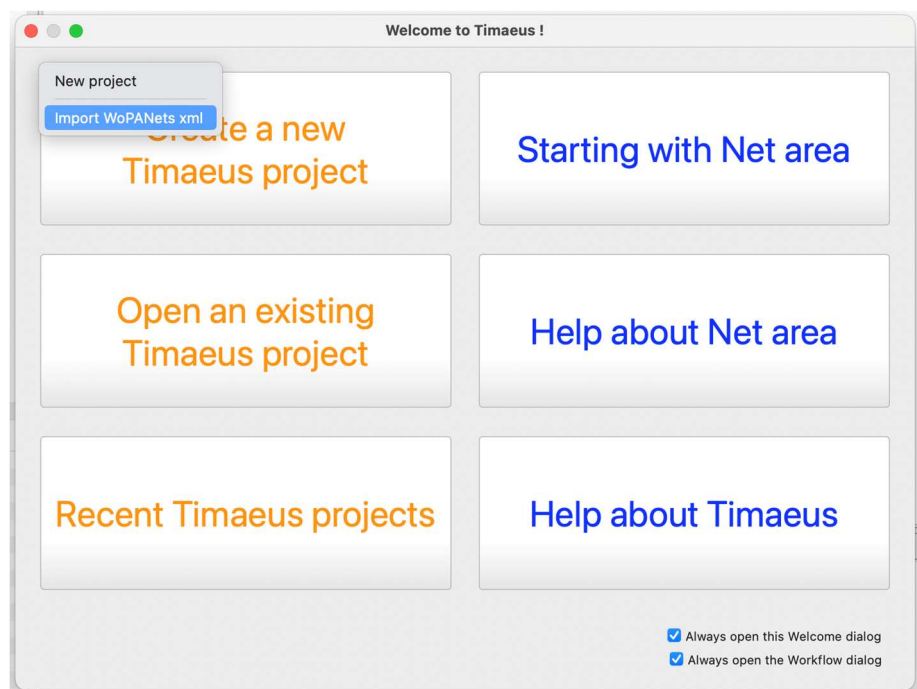 Welcome to Timaeus !
New project
Import WoPANets xml
Create a new
Timaeus project
Starting with Net area
Open an existing
Timaeus project
Help about Net area
Recent Timaeus projects
Help about Timaeus
Always open this Welcome dialog
Always open the Workflow dialog